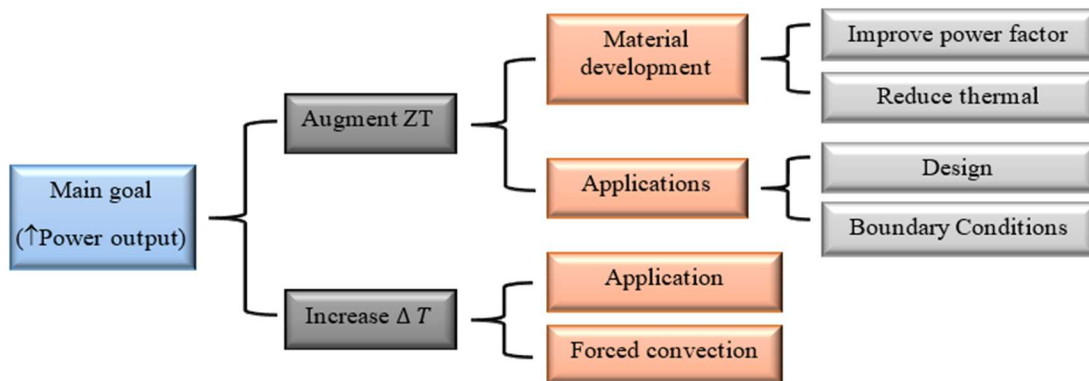 Main goal
(↑Power output)
Augment ZT
Increase Δ T
Material
development
Applications
Application
Forced convection
Improve power factor
Reduce thermal
Design
Boundary Conditions